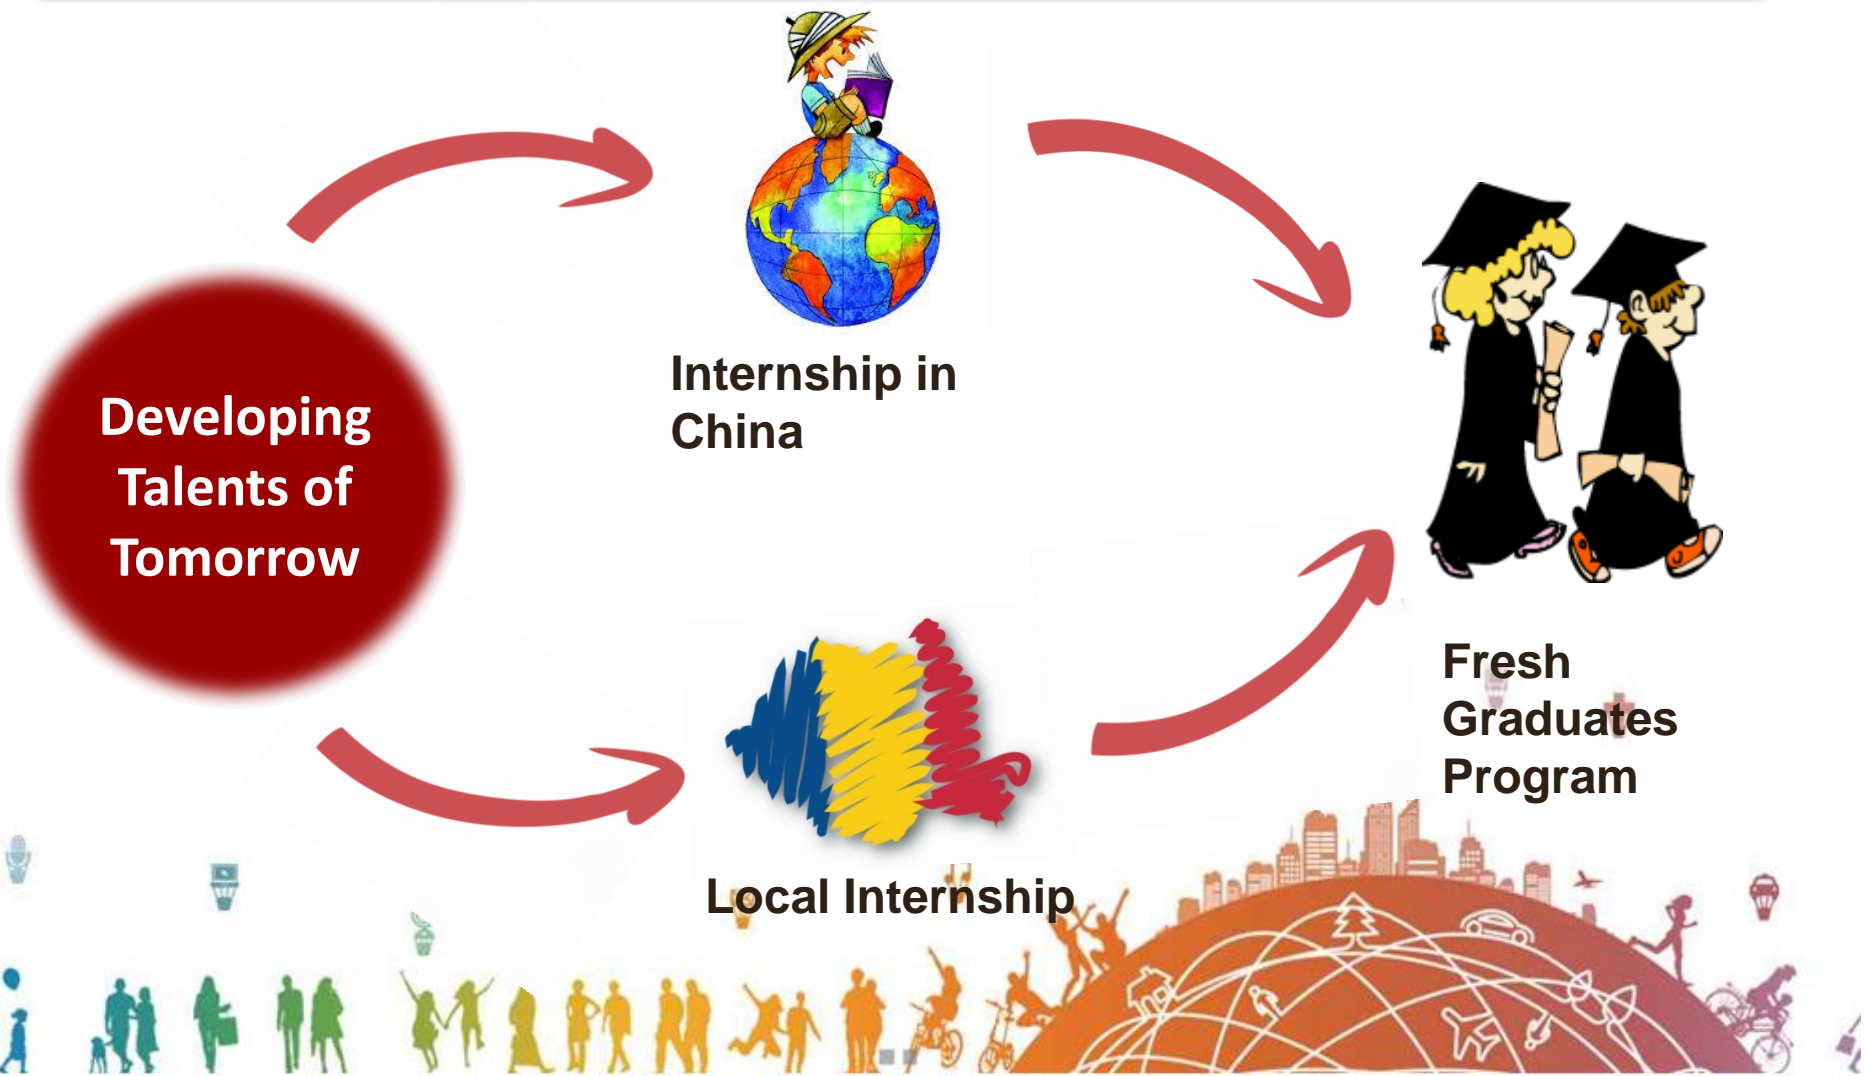 Developing
Talents of
Tomorrow
Internship in
China
Local Internship
Fresh
Graduates
Program